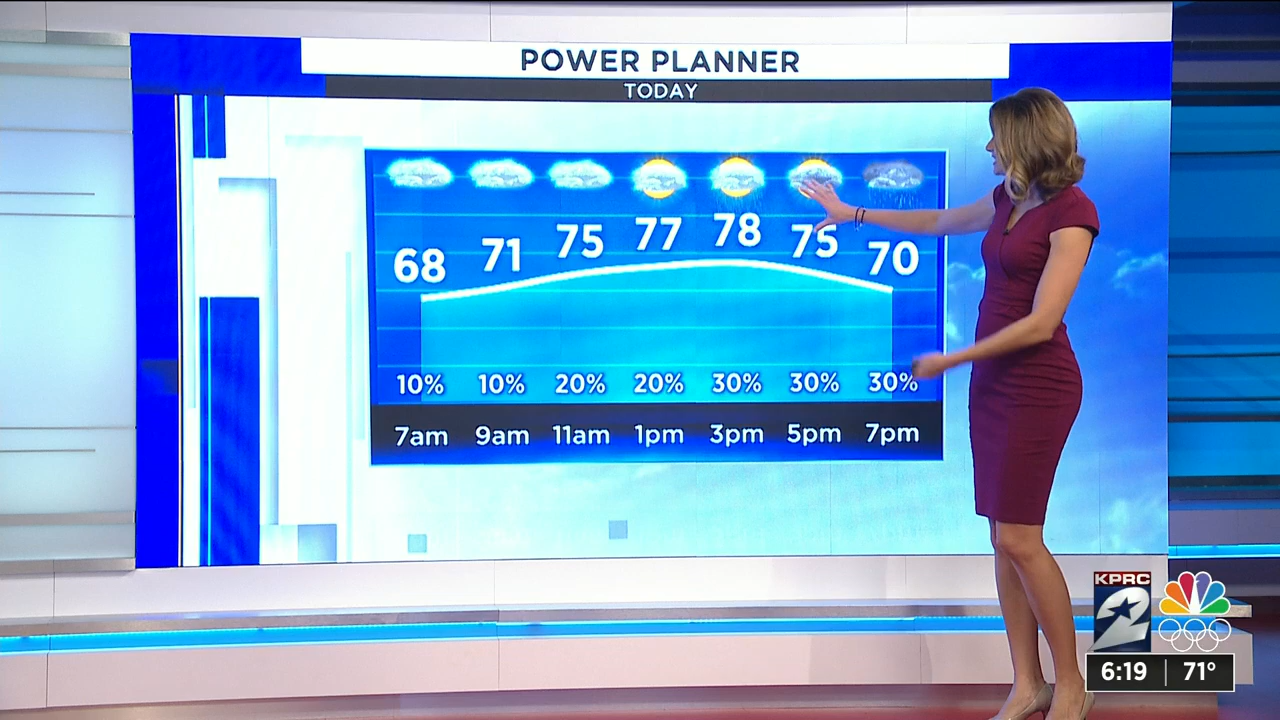 POWER PLANNER
TODAY
68 71 75 77 78 75 70
10% 10% 20% 20% 30% 30% 30%
7am 9am 11am 1pm 3pm 5pm 7pm
KPRC
2
6:19 71°